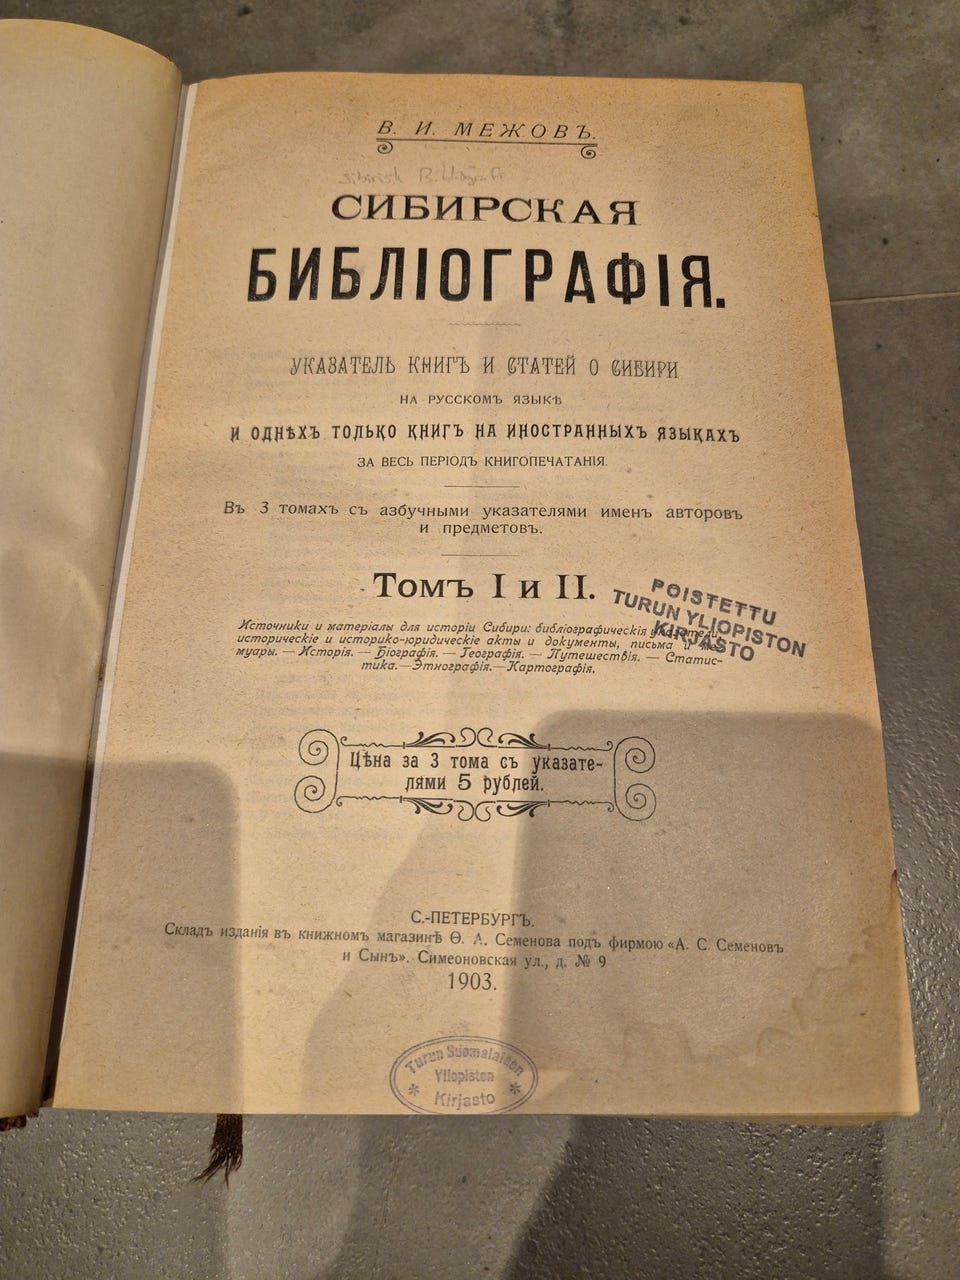 В. И. МЕЖОВЪ.
СИБИРСКАЯ
БИБЛІОГРАФІЯ.
УКАЗАТЕЛЬ КНИГЪ И СТАТЕЙ О СИБИРИ
НА РУССКОМЪ ЯЗЫКѢ
И ОДНѢХЪ ТОЛЬКО КНИГЪ НА ИНОСТРАННЫХЪ ЯЗЫКАХЪ
ЗА ВЕСЬ ПЕРІОДЪ КНИГОПЕЧАТАНІЯ.
Въ 3 томахъ съ азбучными указателями именъ авторовъ
и предметовъ.
Томъ I и II.
POISTETTU
TURUN YLIOPISTON
KIRJASTO
Источники и матеріалы для исторіи Сибири: библіографическія указатели,
историческіе и историко-юридическіе акты и документы, письма и ме-
муары. — Исторія. — Біографія. — Географія. — Путешествія. — Статис-
тика. — Этнографія. — Картографія.
Цѣна за 3 тома съ указате-
лями 5 рублей.
С.-ПЕТЕРБУРГЪ.
Складъ изданія въ книжномъ магазинѣ Ѳ. А. Семенова подъ фирмою «А. С. Семеновъ
и Сынъ». Симеоновская ул., д. № 9
1903.
Turun Suomalaisen
Yliopiston
* Kirjasto *